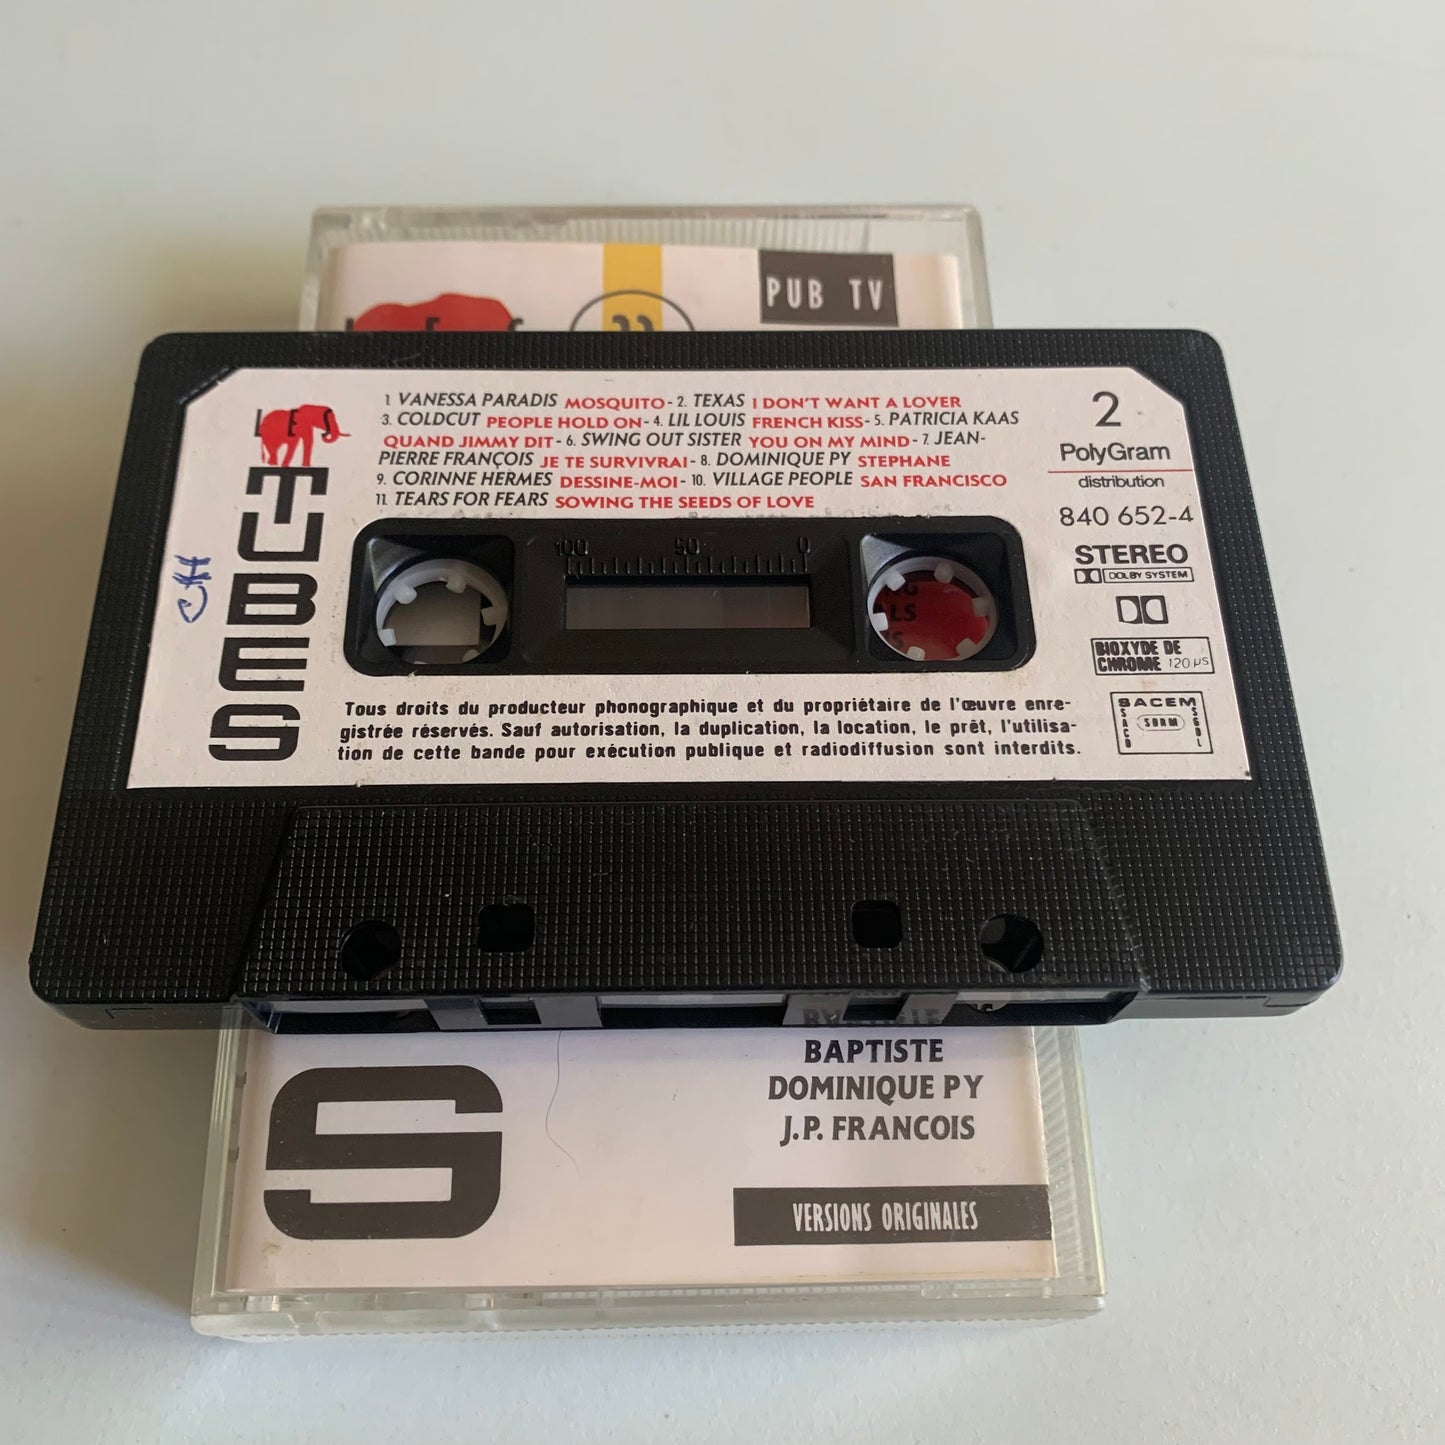 PUB TV
22
LES
TUBES
1. VANESSA PARADIS MOSQUITO - 2. TEXAS I DON'T WANT A LOVER
3. COLDCUT PEOPLE HOLD ON - 4. LIL LOUIS FRENCH KISS - 5. PATRICIA KAAS
QUAND JIMMY DIT - 6. SWING OUT SISTER YOU ON MY MIND - 7. JEAN-
PIERRE FRANÇOIS JE TE SURVIVRAI - 8. DOMINIQUE PY STEPHANE
9. CORINNE HERMES DESSINE-MOI - 10. VILLAGE PEOPLE SAN FRANCISCO
11. TEARS FOR FEARS SOWING THE SEEDS OF LOVE
2
PolyGram
distribution
840 652-4
STEREO
DOLBY SYSTEM
BIOXYDE DE
CHROME 120 µs
SACEM
SACD SDRM SGDL
100 50 0
Tous droits du producteur phonographique et du propriétaire de l'œuvre enre-
gistrée réservés. Sauf autorisation, la duplication, la location, le prêt, l'utilisa-
tion de cette bande pour exécution publique et radiodiffusion sont interdits.
BAPTISTE
DOMINIQUE PY
J.P. FRANCOIS
S
VERSIONS ORIGINALES